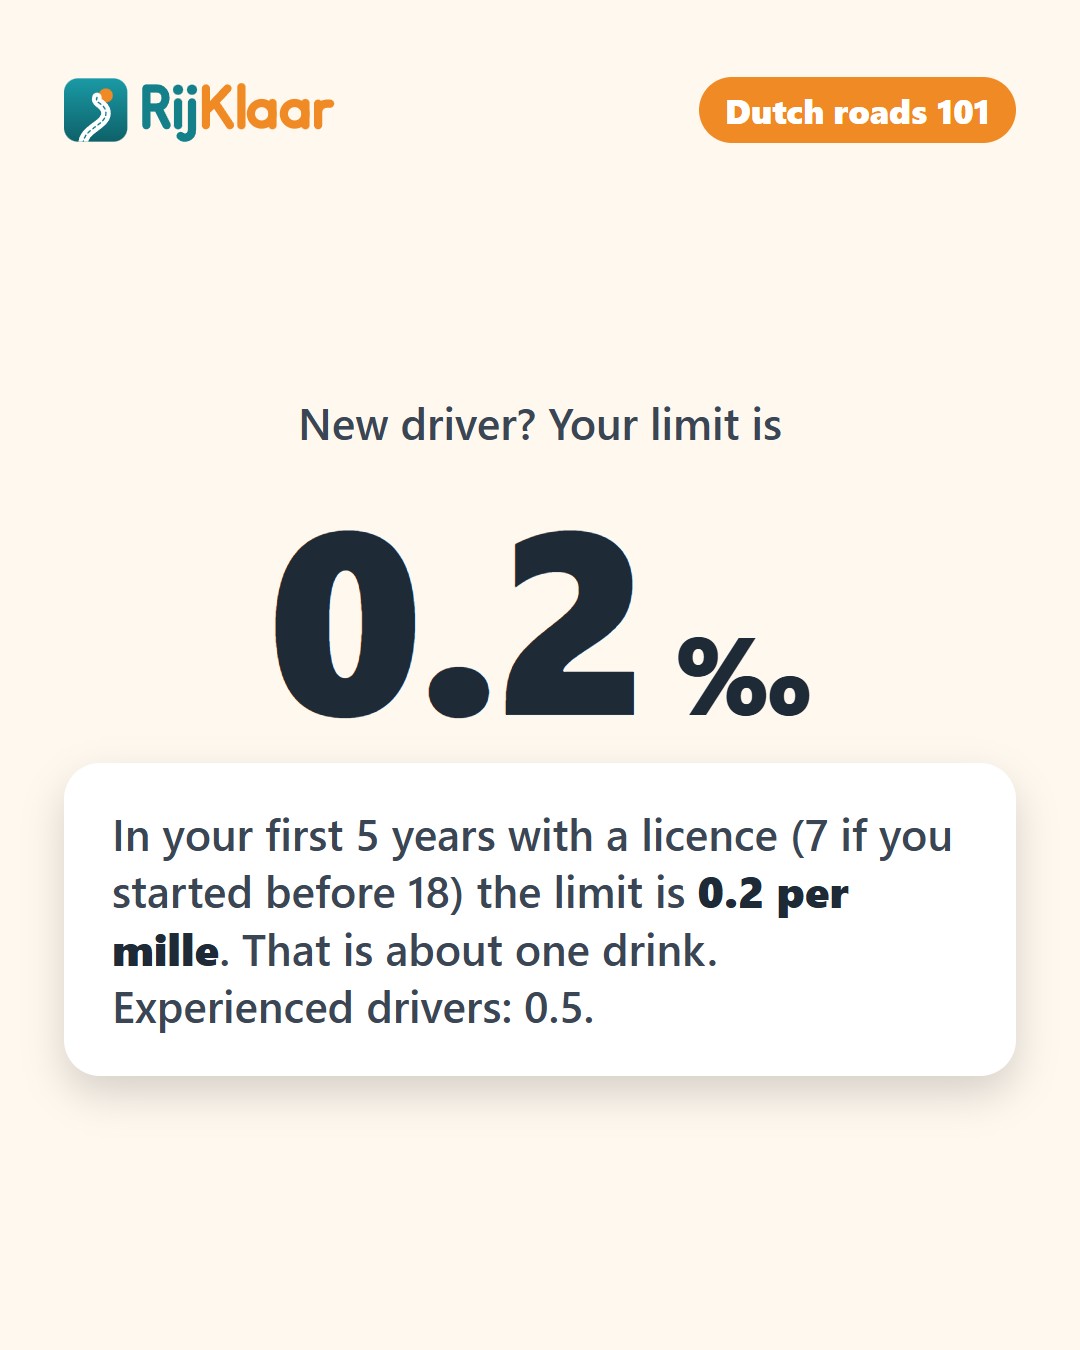 RijKlaar
Dutch roads 101
New driver? Your limit is
0.2 ‰
In your first 5 years with a licence (7 if you
started before 18) the limit is 0.2 per
mille. That is about one drink.
Experienced drivers: 0.5.